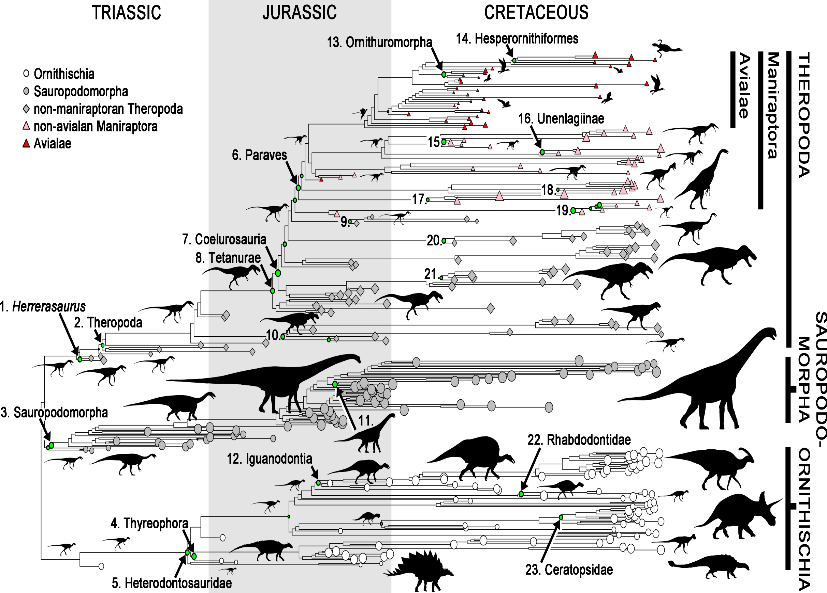 TRIASSIC
JURASSIC
CRETACEOUS
13. Ornithuromorpha
14. Hesperornithiformes
Ornithischia
Sauropodomorpha
non-maniraptoran Theropoda
non-avialan Maniraptora
Avialae
Avialae
Maniraptora
THEROPODA
15
16. Unenlagiinae
6. Paraves
17
18.
19.
9.
7. Coelurosauria
8. Tetanurae
20.
21
1. Herrerasaurus
2. Theropoda
10.
SAUROPODO-
MORPHA
3. Sauropodomorpha
11.
12. Iguanodontia
22. Rhabdodontidae
ORNITHISCHIA
4. Thyreophora
5. Heterodontosauridae
23. Ceratopsidae